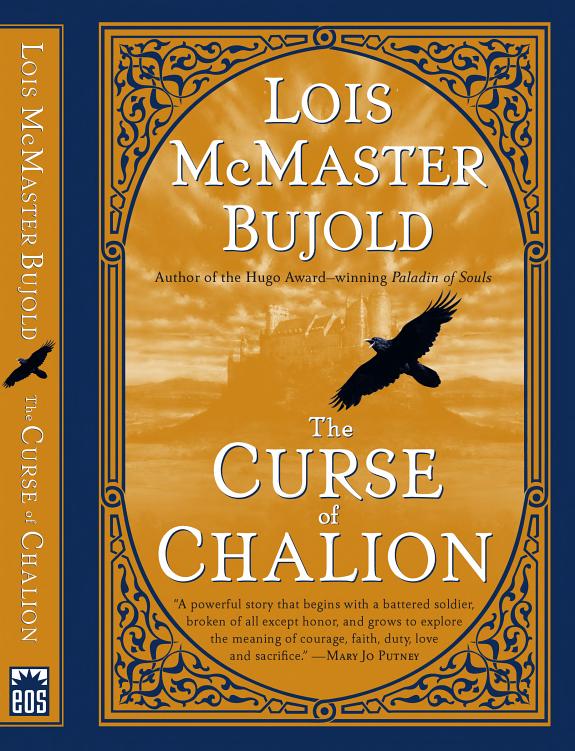 LOIS McMASTER BUJOLD The CURSE of CHALION
eos
LOIS
McMASTER
BUJOLD
Author of the Hugo Award–winning Paladin of Souls
The
CURSE
of
CHALION
“A powerful story that begins with a battered soldier,
broken of all except honor, and grows to explore
the meaning of courage, faith, duty, love
and sacrifice.” —MARY JO PUTNEY